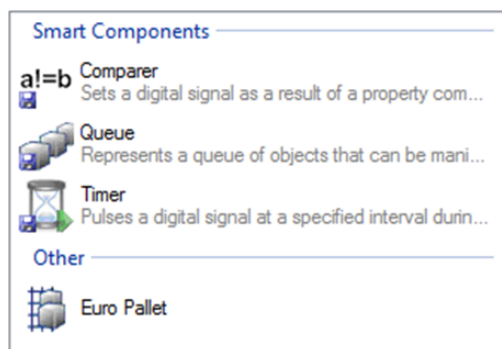 Smart Components
a!=b Comparer
Sets a digital signal as a result of a property com...
Queue
Represents a queue of objects that can be mani...
Timer
Pulses a digital signal at a specified interval durin...
Other
Euro Pallet